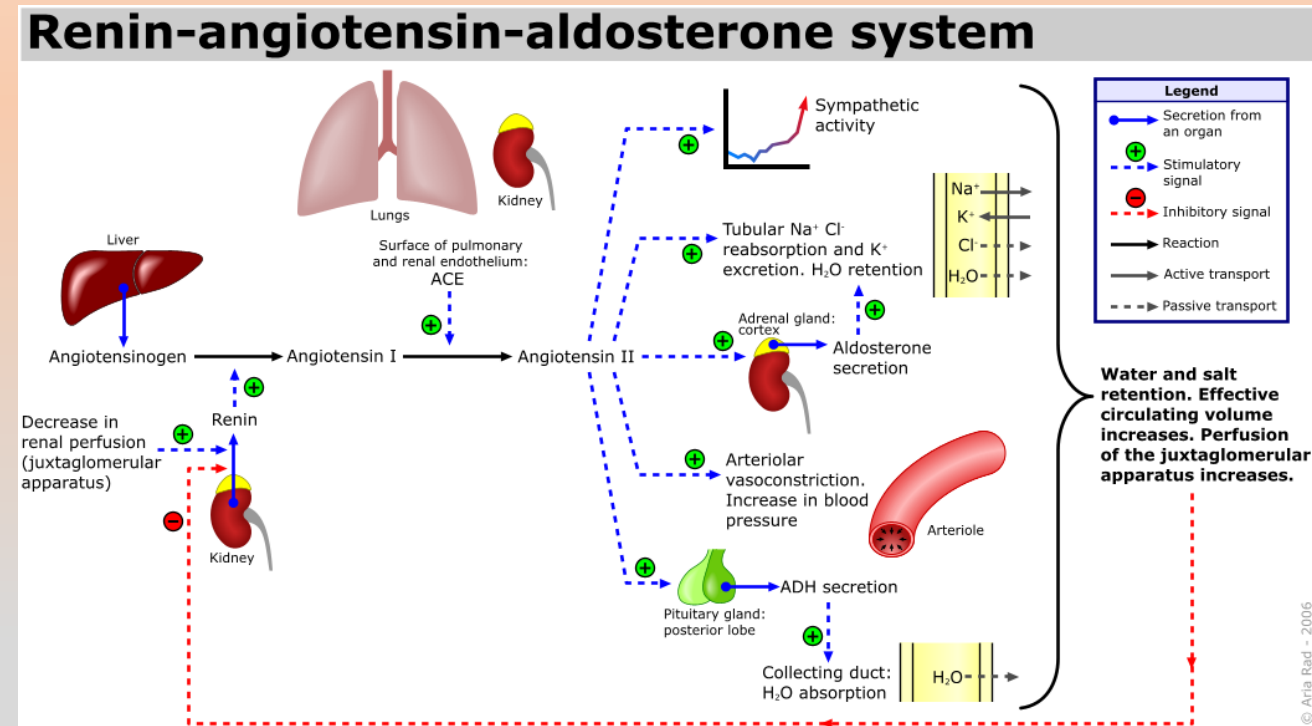 Renin-angiotensin-aldosterone system
Lungs
Kidney
Surface of pulmonary
and renal endothelium:
ACE
Liver
Angiotensinogen
Angiotensin I
Angiotensin II
Decrease in
renal perfusion
(juxtaglomerular
apparatus)
Renin
Kidney
Sympathetic
activity
Tubular Na⁺ Cl⁻
reabsorption and K⁺
excretion. H₂O retention
Na⁺
K⁺
Cl⁻
H₂O
Adrenal gland:
cortex
Aldosterone
secretion
Arteriolar
vasoconstriction.
Increase in blood
pressure
Arteriole
Pituitary gland:
posterior lobe
ADH secretion
Collecting duct:
H₂O absorption
H₂O
Legend
Secretion from
an organ
Stimulatory
signal
Inhibitory signal
Reaction
Active transport
Passive transport
Water and salt
retention. Effective
circulating volume
increases. Perfusion
of the juxtaglomerular
apparatus increases.
© Aria Rad - 2006